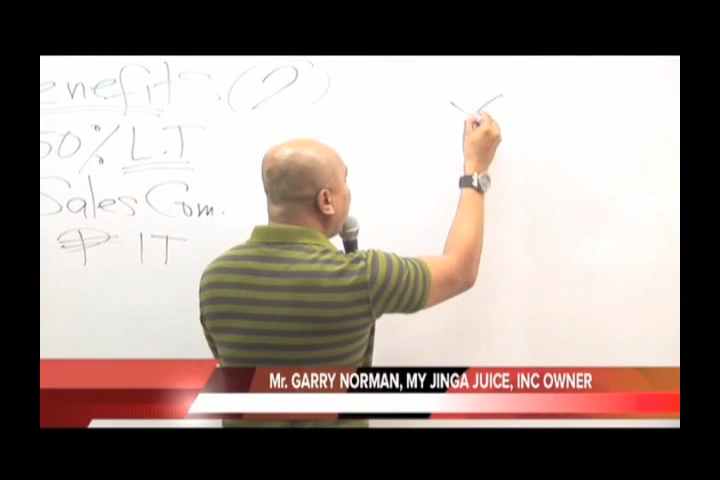 enefits (2)
50% L.T
Sales Com.
₱ IT
Mr. GARRY NORMAN, MY JINGA JUICE, INC OWNER